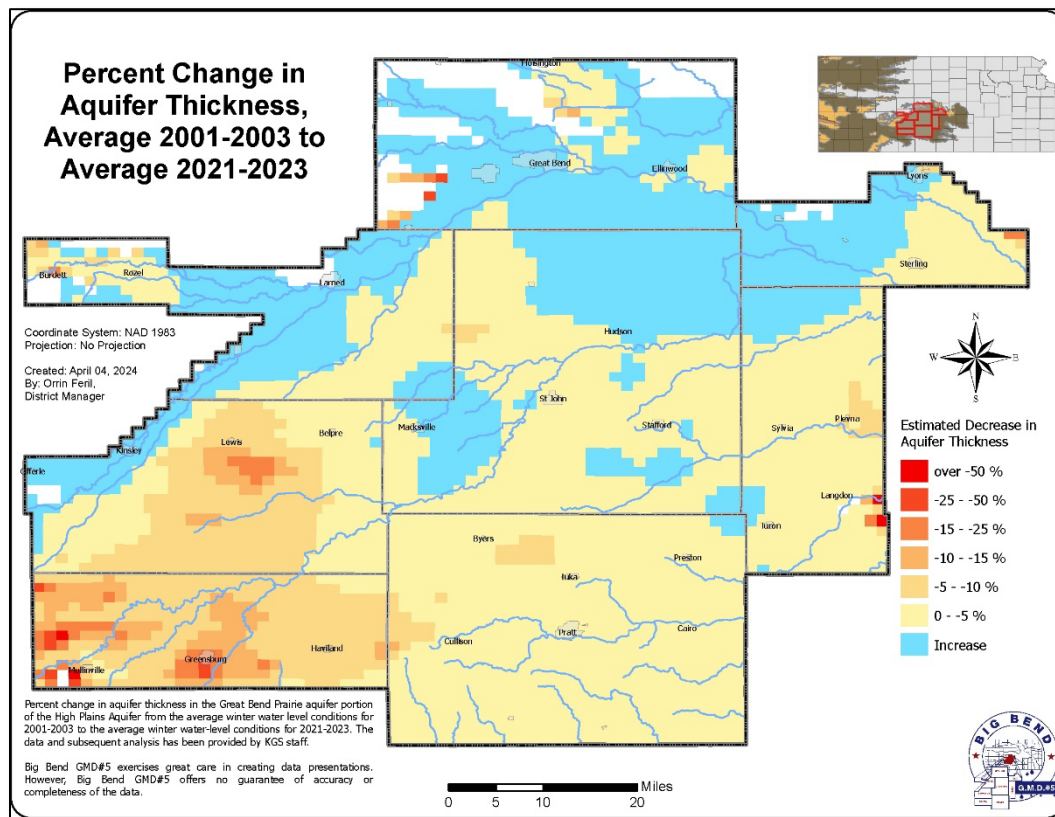 Percent Change in
Aquifer Thickness,
Average 2001-2003 to
Average 2021-2023
Hoisington
Great Bend
Ellinwood
Lyons
Burdett
Rozel
Larned
Sterling
Coordinate System: NAD 1983
Projection: No Projection
Created: April 04, 2024
By: Orrin Feril,
District Manager
Hudson
N
W
E
S
St John
Macksville
Lewis
Belpre
Stafford
Sylvia
Plevna
Kinsley
Offerle
Langdon
Turon
Estimated Decrease in
Aquifer Thickness
over -50 %
-25 - -50 %
-15 - -25 %
-10 - -15 %
-5 - -10 %
0 - -5 %
Increase
Byers
Preston
Iuka
Pratt
Cairo
Cullison
Haviland
Greensburg
Mullinville
Percent change in aquifer thickness in the Great Bend Prairie aquifer portion
of the High Plains Aquifer from the average winter water level conditions for
2001-2003 to the average winter water-level conditions for 2021-2023. The
data and subsequent analysis has been provided by KGS staff.
Big Bend GMD#5 exercises great care in creating data presentations.
However, Big Bend GMD#5 offers no guarantee of accuracy or
completeness of the data.
Miles
0 5 10 20
BIG BEND
G.M.D.#5